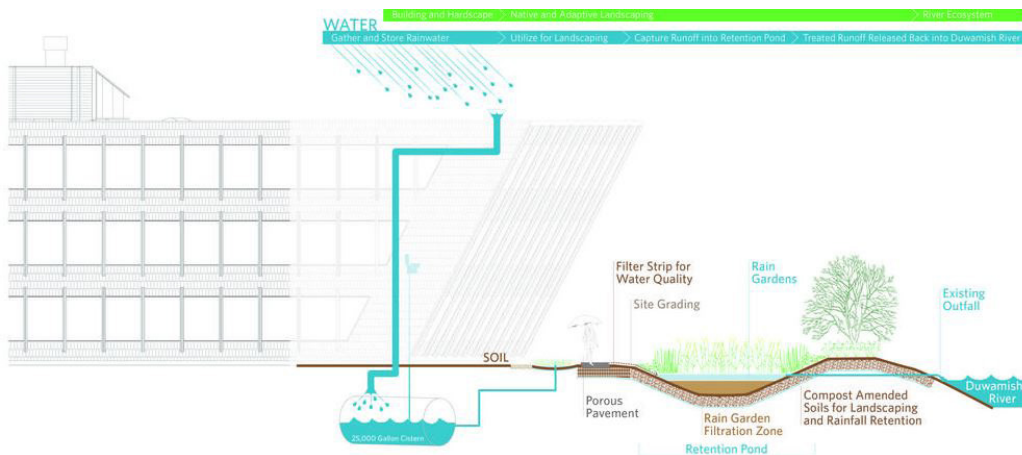 Building and Hardscape
Native and Adaptive Landscaping
River Ecosystem
WATER
Gather and Store Rainwater
Utilize for Landscaping
Capture Runoff into Retention Pond
Treated Runoff Released Back into Duwamish River
Filter Strip for
Water Quality
Rain
Gardens
Site Grading
Existing
Outfall
SOIL
Duwamish
River
Porous
Pavement
Compost Amended
Soils for Landscaping
and Rainfall Retention
Rain Garden
Filtration Zone
25,000 Gallon Cistern
Retention Pond